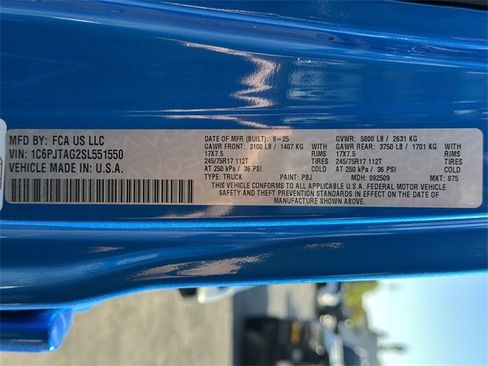 MFD BY: FCA US LLC
VIN: 1C6PJTAG2SL551550
VEHICLE MADE IN: U.S.A.
DATE OF MFR (BUILT): 9-25 GVWR: 5800 LB / 2631 KG
GAWR FRONT: 3100 LB / 1407 KG WITH GAWR REAR: 3750 LB / 1701 KG WITH
17X7.5 RIMS 17X7.5 RIMS
245/75R17 112T TIRES 245/75R17 112T TIRES
AT 250 kPa / 36 PSI COLD AT 250 kPa / 36 PSI COLD
TYPE: TRUCK PAINT: PBJ MDH: 092509 MKT: 875
THIS VEHICLE CONFORMS TO ALL APPLICABLE U.S.A. FEDERAL MOTOR VEHICLE
SAFETY AND THEFT PREVENTION STANDARDS IN EFFECT ON THE DATE OF
MANUFACTURE SHOWN ABOVE.